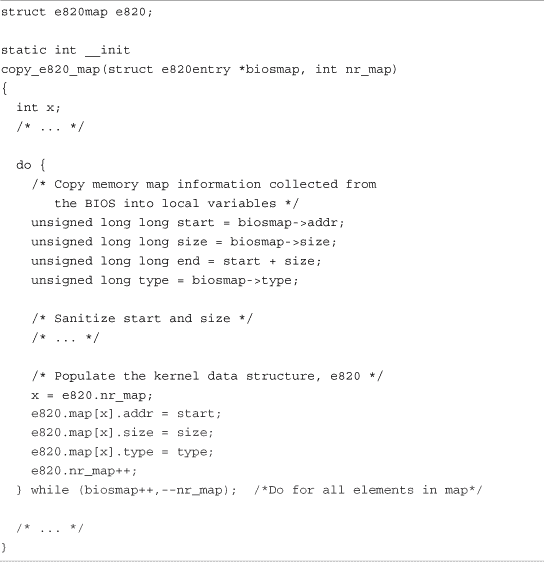 struct e820map e820;

static int __init
copy_e820_map(struct e820entry *biosmap, int nr_map)
{
  int x;
  /* ... */

  do {
    /* Copy memory map information collected from
       the BIOS into local variables */
    unsigned long long start = biosmap->addr;
    unsigned long long size = biosmap->size;
    unsigned long long end = start + size;
    unsigned long type = biosmap->type;

    /* Sanitize start and size */
    /* ... */

    /* Populate the kernel data structure, e820 */
    x = e820.nr_map;
    e820.map[x].addr = start;
    e820.map[x].size = size;
    e820.map[x].type = type;
    e820.nr_map++;
  } while (biosmap++,--nr_map);  /*Do for all elements in map*/

  /* ... */
}